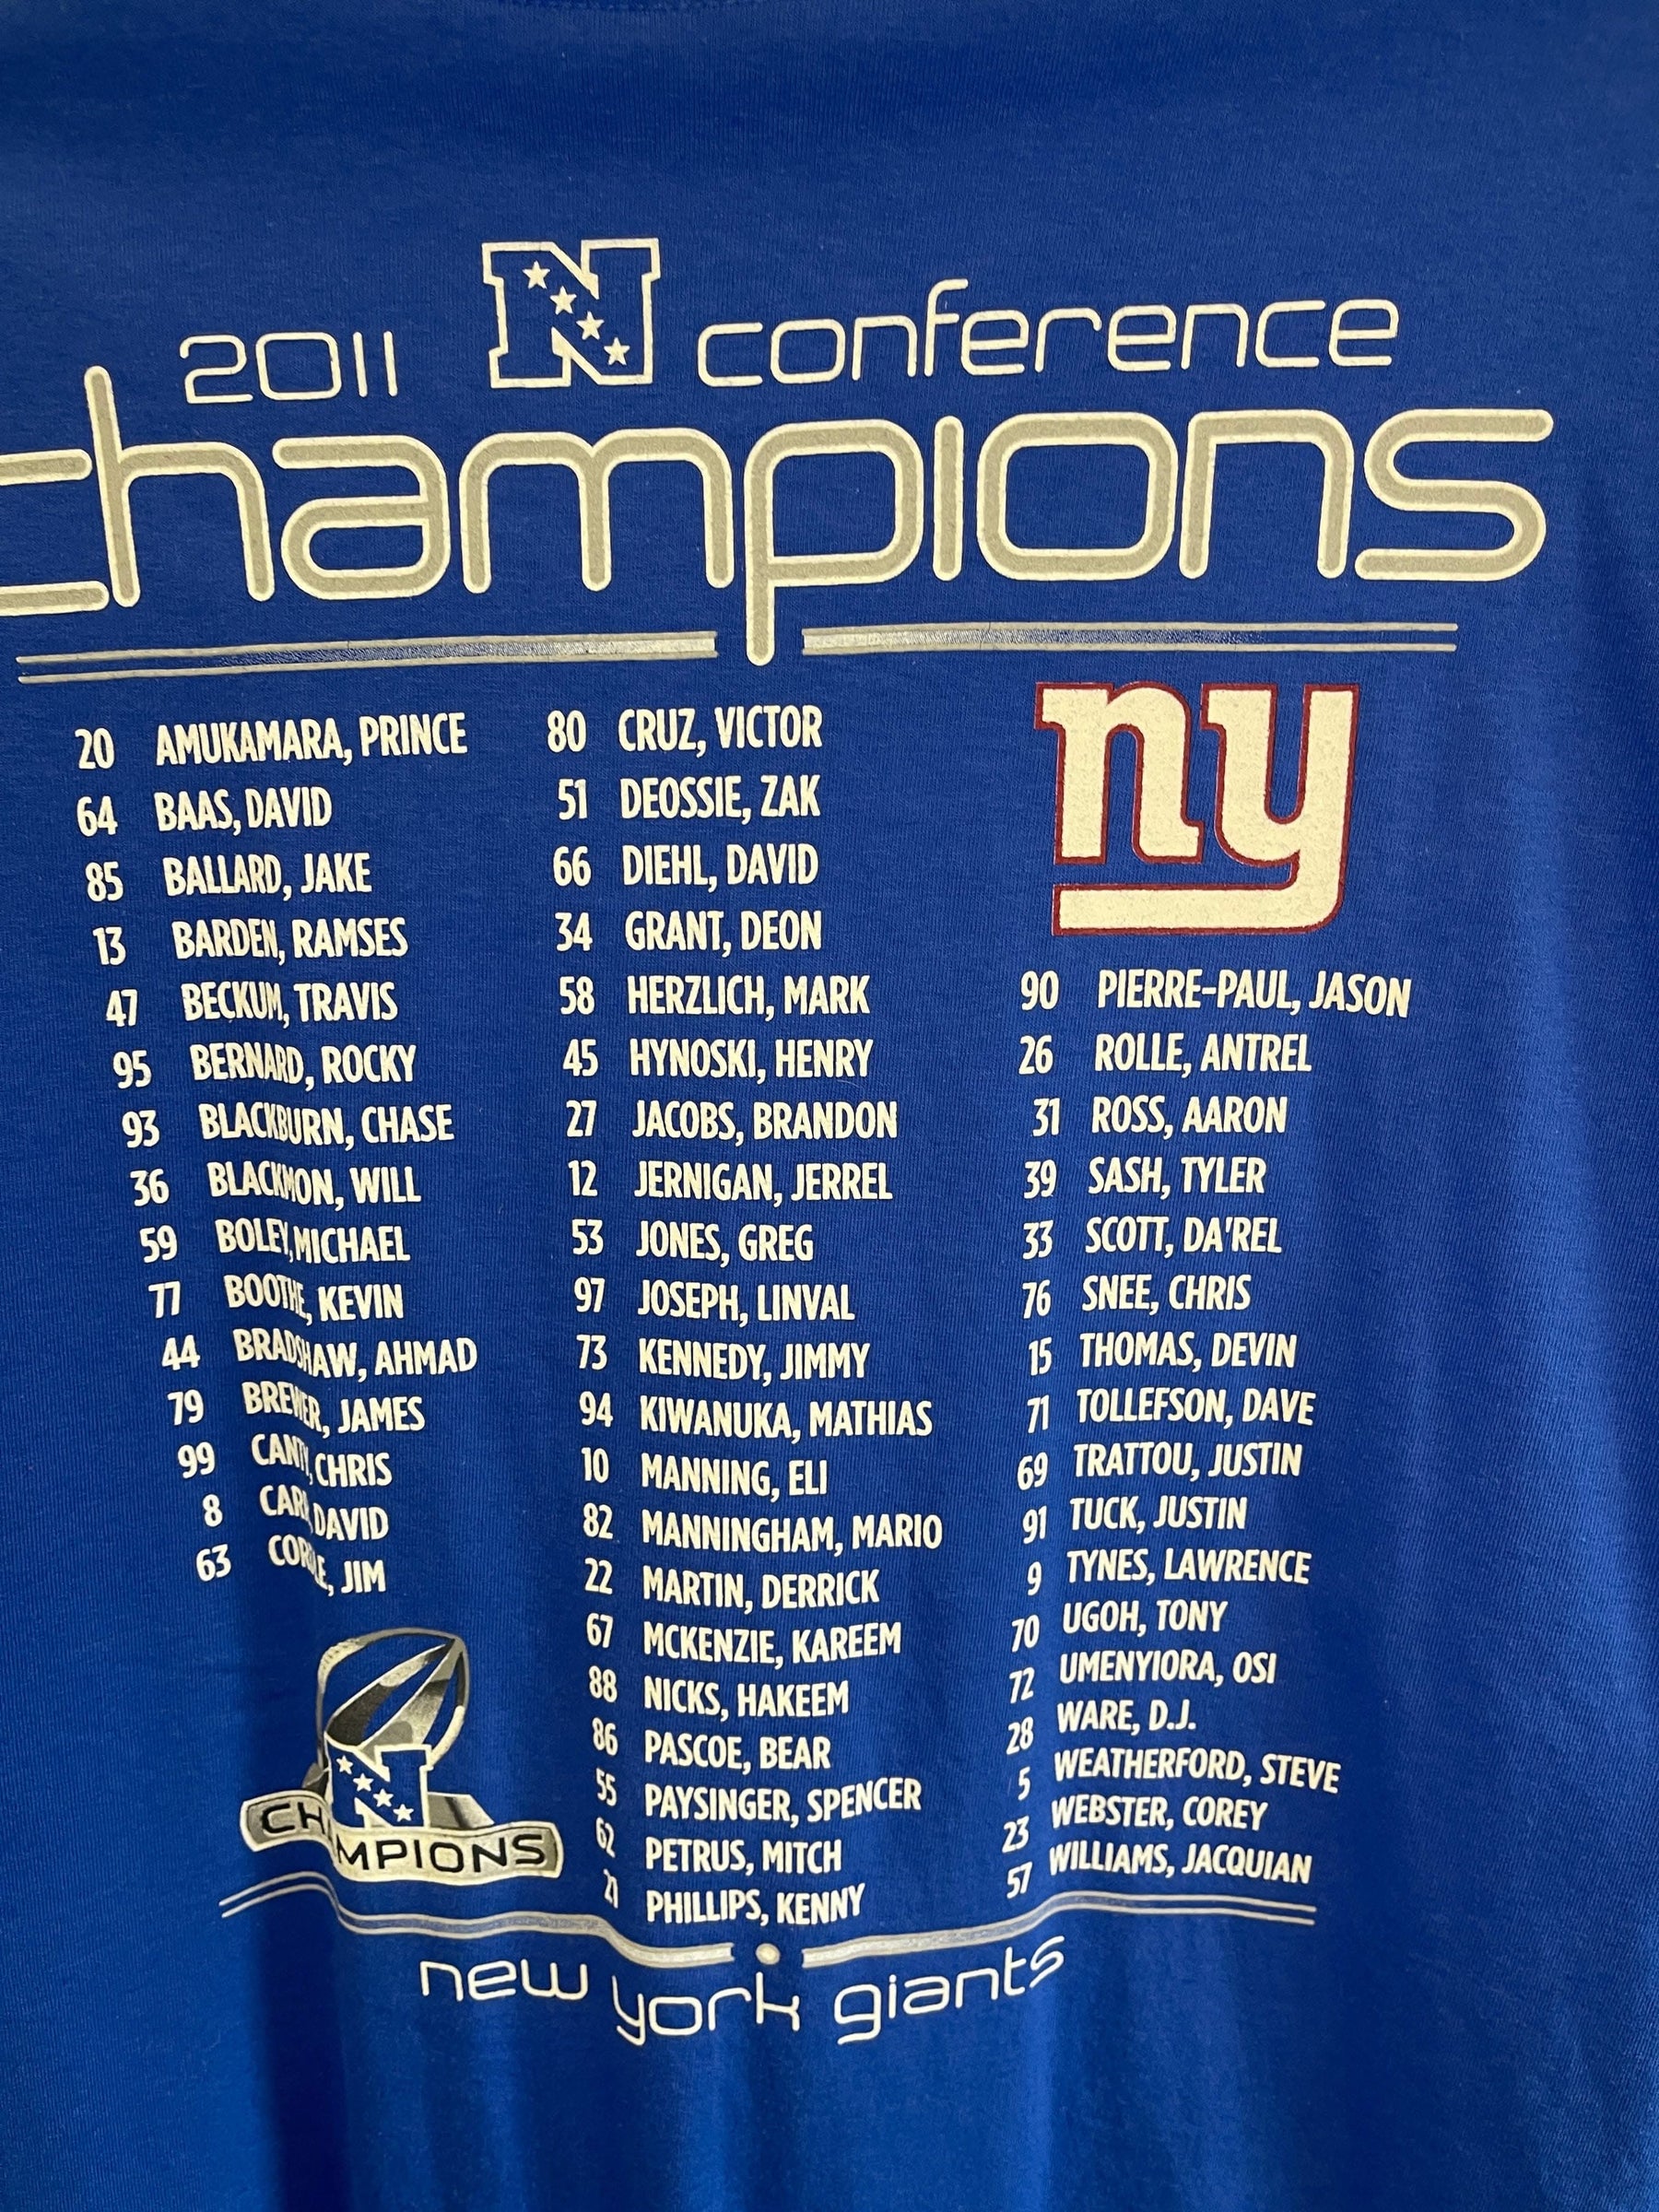 2011 N conference
champions
20 AMUKAMARA, PRINCE
64 BAAS, DAVID
85 BALLARD, JAKE
13 BARDEN, RAMSES
47 BECKUM, TRAVIS
95 BERNARD, ROCKY
93 BLACKBURN, CHASE
36 BLACKMON, WILL
59 BOLEY, MICHAEL
77 BOOTHE, KEVIN
44 BRADSHAW, AHMAD
79 BREWER, JAMES
99 CANTY, CHRIS
8 CARR, DAVID
63 CORDLE, JIM
N
CHAMPIONS
80 CRUZ, VICTOR
51 DEOSSIE, ZAK
66 DIEHL, DAVID
34 GRANT, DEON
58 HERZLICH, MARK
45 HYNOSKI, HENRY
27 JACOBS, BRANDON
12 JERNIGAN, JERREL
53 JONES, GREG
97 JOSEPH, LINVAL
73 KENNEDY, JIMMY
94 KIWANUKA, MATHIAS
10 MANNING, ELI
82 MANNINGHAM, MARIO
22 MARTIN, DERRICK
67 MCKENZIE, KAREEM
88 NICKS, HAKEEM
86 PASCOE, BEAR
55 PAYSINGER, SPENCER
62 PETRUS, MITCH
21 PHILLIPS, KENNY
ny
90 PIERRE-PAUL, JASON
26 ROLLE, ANTREL
31 ROSS, AARON
39 SASH, TYLER
33 SCOTT, DA'REL
76 SNEE, CHRIS
15 THOMAS, DEVIN
71 TOLLEFSON, DAVE
69 TRATTOU, JUSTIN
91 TUCK, JUSTIN
9 TYNES, LAWRENCE
70 UGOH, TONY
72 UMENYIORA, OSI
28 WARE, D.J.
5 WEATHERFORD, STEVE
23 WEBSTER, COREY
57 WILLIAMS, JACQUIAN
new york giants